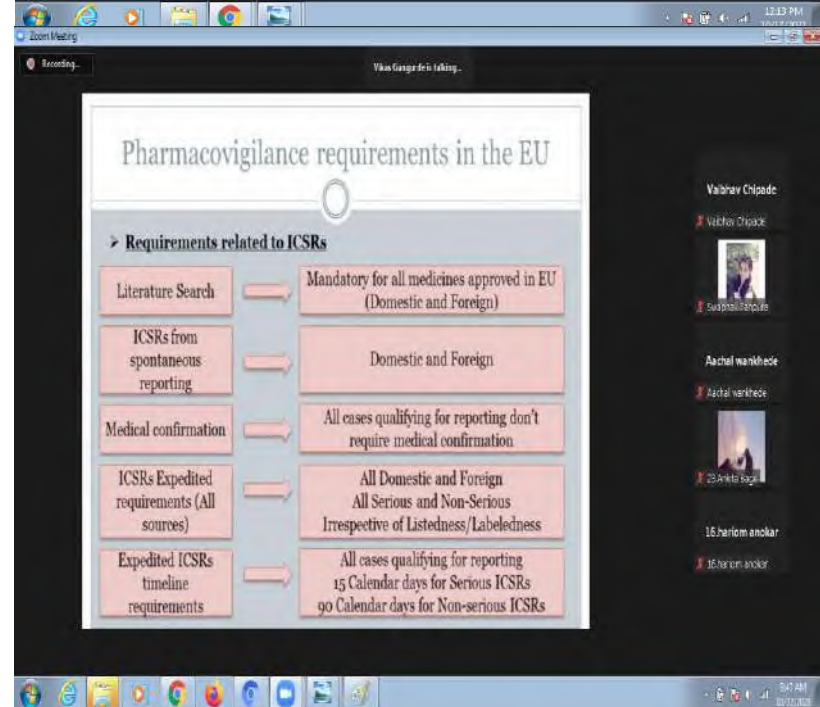 12:13 PM
Zoom Meeting
Recording...
Vikas Gangurde is talking...
Pharmacovigilance requirements in the EU
➤ Requirements related to ICSRs
Literature Search
Mandatory for all medicines approved in EU
(Domestic and Foreign)
ICSRs from
spontaneous
reporting
Domestic and Foreign
Medical confirmation
All cases qualifying for reporting don't
require medical confirmation
ICSRs Expedited
requirements (All
sources)
All Domestic and Foreign
All Serious and Non-Serious
Irrespective of Listedness/Labeledness
Expedited ICSRs
timeline
requirements
All cases qualifying for reporting
15 Calendar days for Serious ICSRs
90 Calendar days for Non-serious ICSRs
Vaibhav Chipade
Vaibhav Chipade
Aachal wankhede
Aachal wankhede
16.hariom anokar
16.hariom anokar
9:47 AM